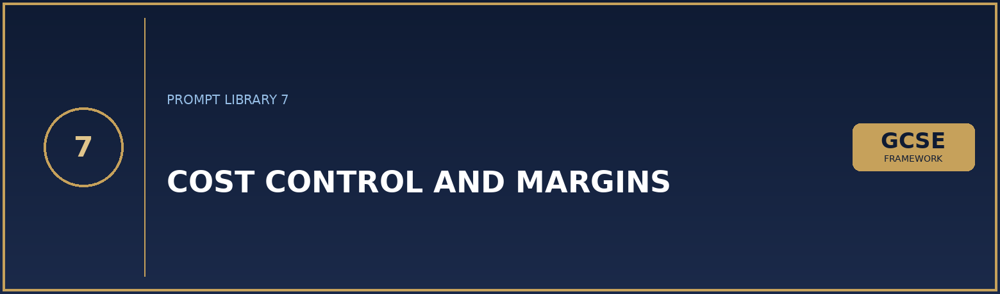 7
PROMPT LIBRARY 7
COST CONTROL AND MARGINS
GCSE
FRAMEWORK